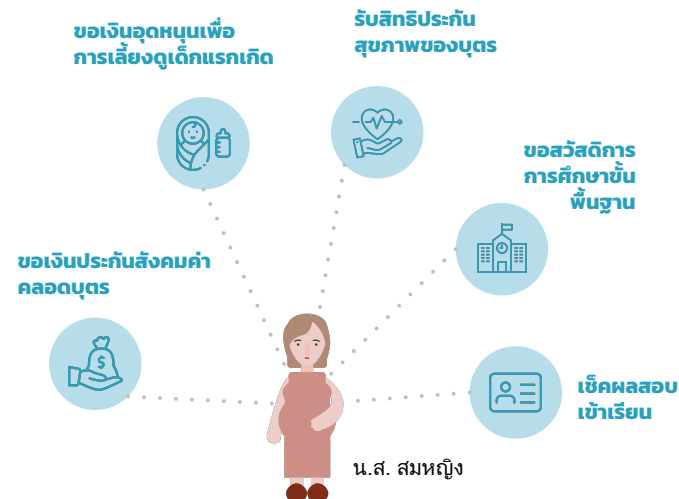 ขอเงินอุดหนุนเพื่อ
การเลี้ยงดูเด็กแรกเกิด
รับสิทธิประกัน
สุขภาพของบุตร
ขอสวัสดิการ
การศึกษาขั้น
พื้นฐาน
ขอเงินประกันสังคมค่า
คลอดบุตร
$
เช็คผลสอบ
เข้าเรียน
น.ส. สมหญิง